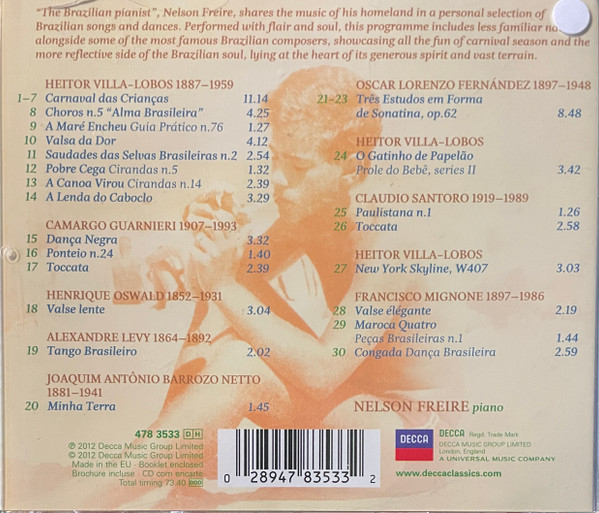 "The Brazilian pianist", Nelson Freire, shares the music of his homeland in a personal selection of
Brazilian songs and dances. Performed with flair and soul, this programme includes less familiar
alongside some of the most famous Brazilian composers, showcasing all the fun of carnival season and the
more reflective side of the Brazilian soul, lying at the heart of its generous spirit and vast terrain.
HEITOR VILLA-LOBOS 1887–1959
1–7 Carnaval das Crianças 11.14
8 Choros n.5 "Alma Brasileira" 4.25
9 A Maré Encheu Guia Prático n.76 1.27
10 Valsa da Dor 4.12
11 Saudades das Selvas Brasileiras n.2 2.54
12 Pobre Cega Cirandas n.5 1.32
13 A Canoa Virou Cirandas n.14 2.39
14 A Lenda do Caboclo 3.29
CAMARGO GUARNIERI 1907–1993
15 Dança Negra 3.32
16 Ponteio n.24 1.40
17 Toccata 2.39
HENRIQUE OSWALD 1852–1931
18 Valse lente 3.04
ALEXANDRE LEVY 1864–1892
19 Tango Brasileiro 2.02
JOAQUIM ANTÔNIO BARROZO NETTO
1881–1941
20 Minha Terra 1.45
OSCAR LORENZO FERNÁNDEZ 1897–1948
21–23 Três Estudos em Forma
de Sonatina, op.62 8.48
HEITOR VILLA-LOBOS
24 O Gatinho de Papelão
Prole do Bebê, series II 3.42
CLAUDIO SANTORO 1919–1989
25 Paulistana n.1 1.26
26 Toccata 2.58
HEITOR VILLA-LOBOS
27 New York Skyline, W407 3.03
FRANCISCO MIGNONE 1897–1986
28 Valse élégante 2.19
29 Marocá Quatro
Peças Brasileiras n.1 1.44
30 Congada Dança Brasileira 2.59
NELSON FREIRE piano
478 3533 DH
℗ 2012 Decca Music Group Limited
© 2012 Decca Music Group Limited
Made in the EU · Booklet enclosed
Brochure incluse · CD com encarte
Total timing 73.40 DDD
0 28947 83533 2
DECCA
DECCA Regd. Trade Mark
DECCA MUSIC GROUP LIMITED
London, England
A UNIVERSAL MUSIC COMPANY
www.deccaclassics.com